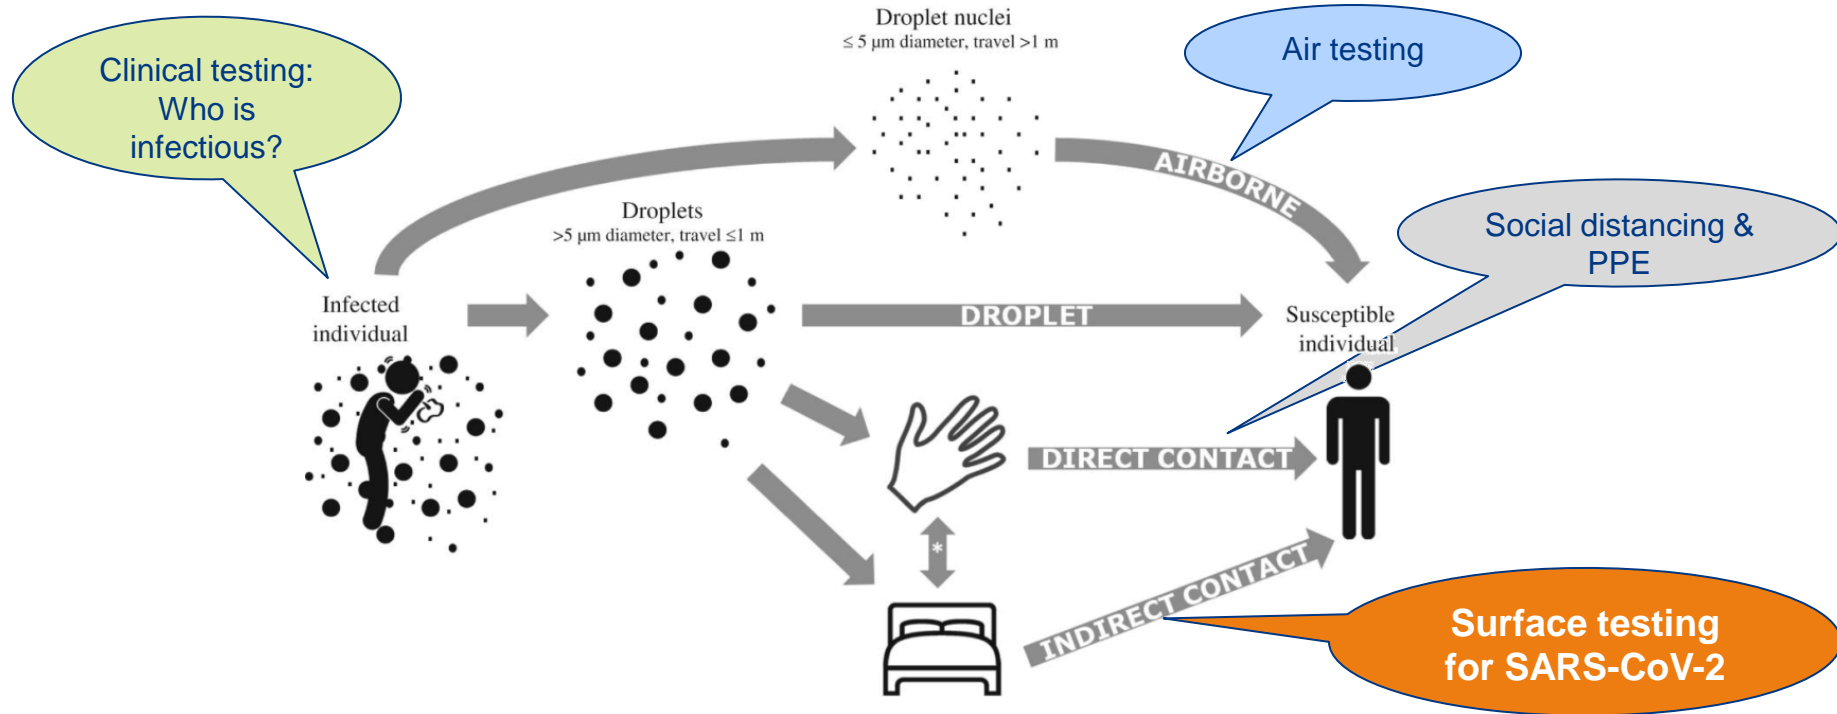 Droplet nuclei
≤ 5 µm diameter, travel >1 m
Clinical testing:
Who is
infectious?
Air testing
AIRBORNE
Droplets
>5 µm diameter, travel ≤1 m
Social distancing &
PPE
Infected
individual
DROPLET
Susceptible
individual
DIRECT CONTACT
*
INDIRECT CONTACT
Surface testing
for SARS-CoV-2